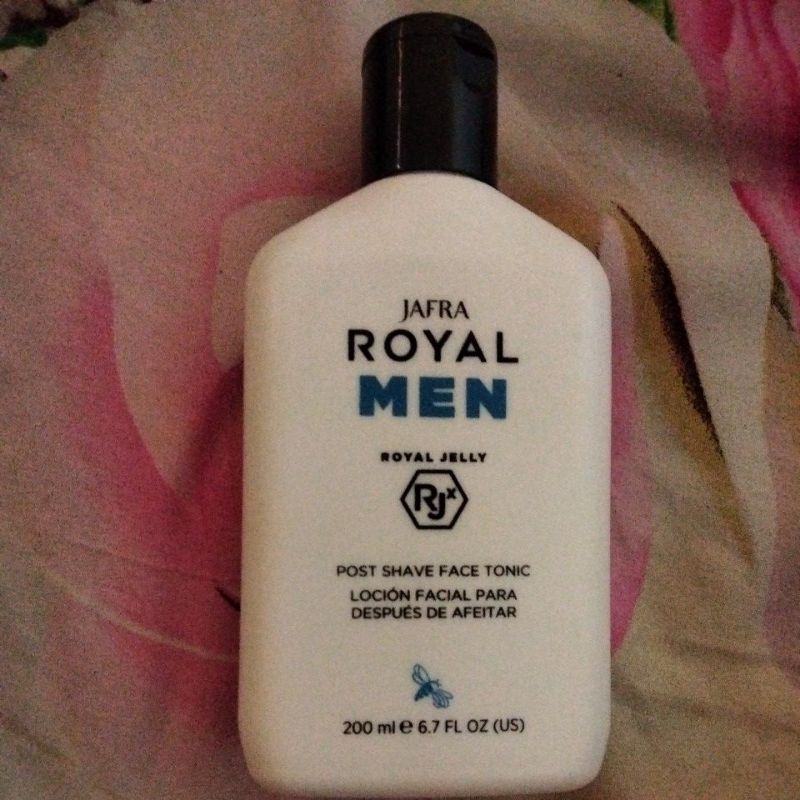 JAFRA
ROYAL
MEN
ROYAL JELLY
RJx
POST SHAVE FACE TONIC
LOCIÓN FACIAL PARA
DESPUÉS DE AFEITAR
200 ml ℮ 6.7 FL OZ (US)